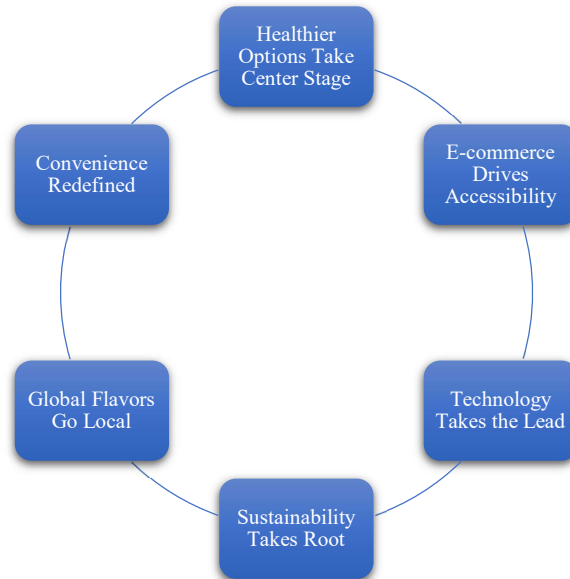 Healthier
Options Take
Center Stage
E-commerce
Drives
Accessibility
Technology
Takes the Lead
Sustainability
Takes Root
Global Flavors
Go Local
Convenience
Redefined